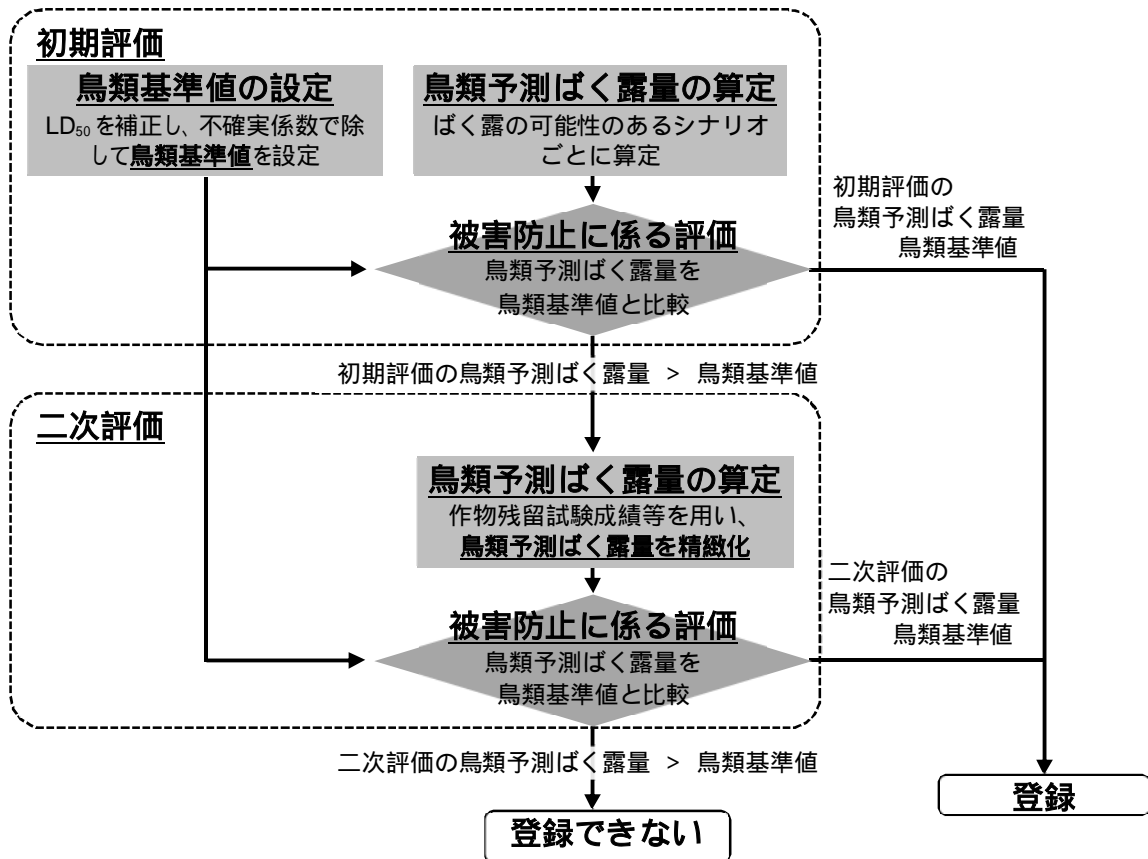 初期評価
鳥類基準値の設定
LD₅₀を補正し、不確実係数で除
して鳥類基準値を設定
鳥類予測ばく露量の算定
ばく露の可能性のあるシナリオ
ごとに算定
被害防止に係る評価
鳥類予測ばく露量を
鳥類基準値と比較
初期評価の
鳥類予測ばく露量
鳥類基準値
初期評価の鳥類予測ばく露量 > 鳥類基準値
二次評価
鳥類予測ばく露量の算定
作物残留試験成績等を用い、
鳥類予測ばく露量を精緻化
被害防止に係る評価
鳥類予測ばく露量を
鳥類基準値と比較
二次評価の
鳥類予測ばく露量
鳥類基準値
二次評価の鳥類予測ばく露量 > 鳥類基準値
登録
登録できない